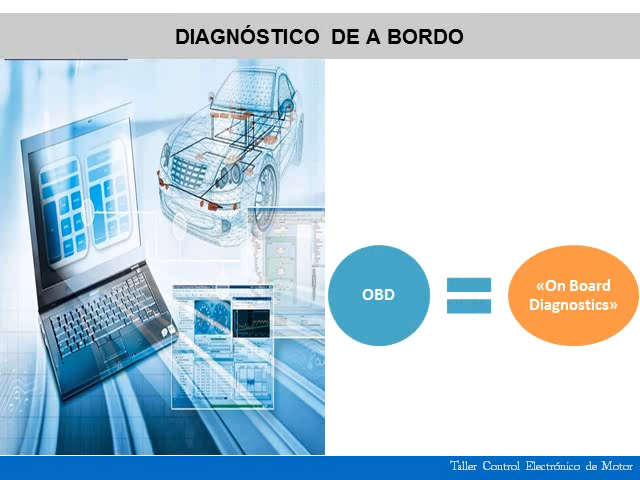 DIAGNÓSTICO DE A BORDO
OBD
«On Board
Diagnostics»
Taller Control Electrónico de Motor